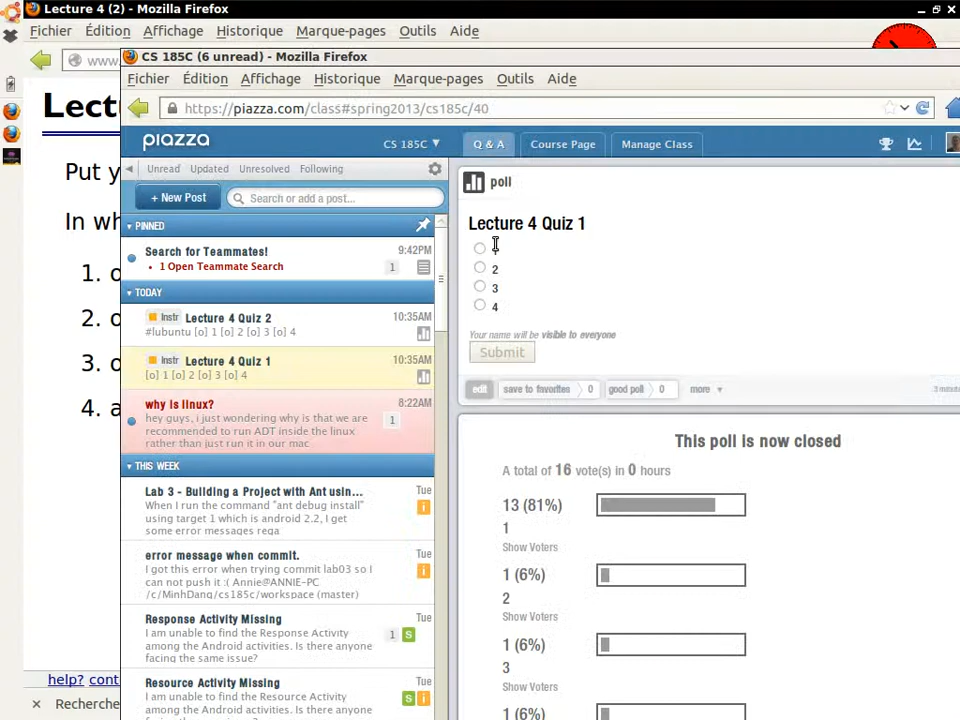 Lecture 4 (2) - Mozilla Firefox
Fichier Édition Affichage Historique Marque-pages Outils Aide
www
CS 185C (6 unread) - Mozilla Firefox
Fichier Édition Affichage Historique Marque-pages Outils Aide
https://piazza.com/class#spring2013/cs185c/40
Lectu
Put y
In wh
1. o
2. o
3. o
4. a
help? cont
Recherche
piazza CS 185C ▼ Q & A Course Page Manage Class
Unread Updated Unresolved Following
+ New Post Search or add a post...
PINNED
Search for Teammates! 9:42PM
• 1 Open Teammate Search 1
TODAY
Instr Lecture 4 Quiz 2 10:35AM
#lubuntu [o] 1 [o] 2 [o] 3 [o] 4
Instr Lecture 4 Quiz 1 10:35AM
[o] 1 [o] 2 [o] 3 [o] 4
why is linux? 8:22AM
hey guys, i just wondering why is that we are 1
recommended to run ADT inside the linux
rather than just run it in our mac
THIS WEEK
Lab 3 - Building a Project with Ant usin... Tue
When I run the command "ant debug install" i
using target 1 which is android 2.2, I get
some error messages rega
error message when commit. Tue
I got this error when trying commit lab03 so I i
can not push it :( Annie@ANNIE-PC
/c/MinhDang/cs185c/workspace (master)
Response Activity Missing Tue
I am unable to find the Response Activity 1 S
among the Android activities. Is there anyone
facing the same issue?
Resource Activity Missing Tue
I am unable to find the Resource Activity S i
among the Android activities. Is there anyone
poll
Lecture 4 Quiz 1
2
3
4
Your name will be visible to everyone
Submit
edit save to favorites 0 good poll 0 more ▼ 3 minute
This poll is now closed
A total of 16 vote(s) in 0 hours
13 (81%)
1
Show Voters
1 (6%)
2
Show Voters
1 (6%)
3
Show Voters
1 (6%)